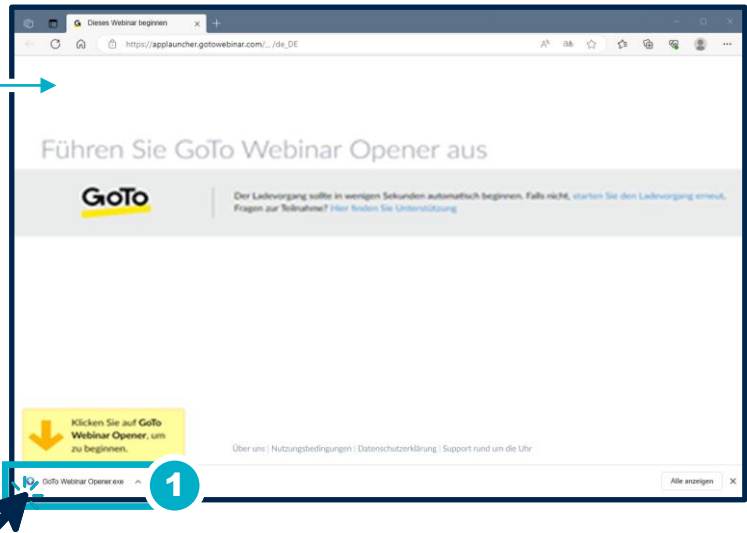 Dieses Webinar beginnen
https://applauncher.gotowebinar.com/... /de_DE
Führen Sie GoTo Webinar Opener aus
GoTo
Der Ladevorgang sollte in wenigen Sekunden automatisch beginnen. Falls nicht, starten Sie den Ladevorgang erneut.
Fragen zur Teilnahme? Hier finden Sie Unterstützung
Klicken Sie auf GoTo
Webinar Opener, um
zu beginnen.
Über uns | Nutzungsbedingungen | Datenschutzerklärung | Support rund um die Uhr
GoTo Webinar Opener.exe
1
Alle anzeigen